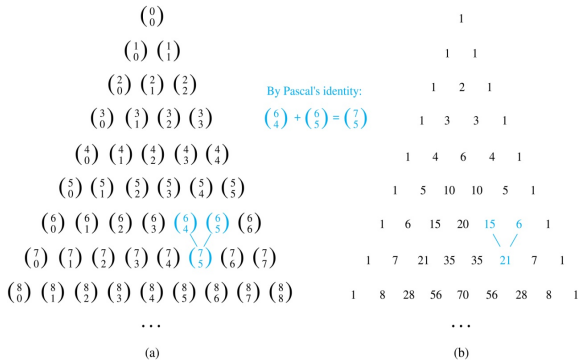 (0 0)
(1 0) (1 1)
(2 0) (2 1) (2 2)
(3 0) (3 1) (3 2) (3 3)
(4 0) (4 1) (4 2) (4 3) (4 4)
(5 0) (5 1) (5 2) (5 3) (5 4) (5 5)
(6 0) (6 1) (6 2) (6 3) (6 4) (6 5) (6 6)
(7 0) (7 1) (7 2) (7 3) (7 4) (7 5) (7 6) (7 7)
(8 0) (8 1) (8 2) (8 3) (8 4) (8 5) (8 6) (8 7) (8 8)
...
(a)
By Pascal's identity:
(6 4) + (6 5) = (7 5)
1
1 1
1 2 1
1 3 3 1
1 4 6 4 1
1 5 10 10 5 1
1 6 15 20 15 6 1
1 7 21 35 35 21 7 1
1 8 28 56 70 56 28 8 1
...
(b)